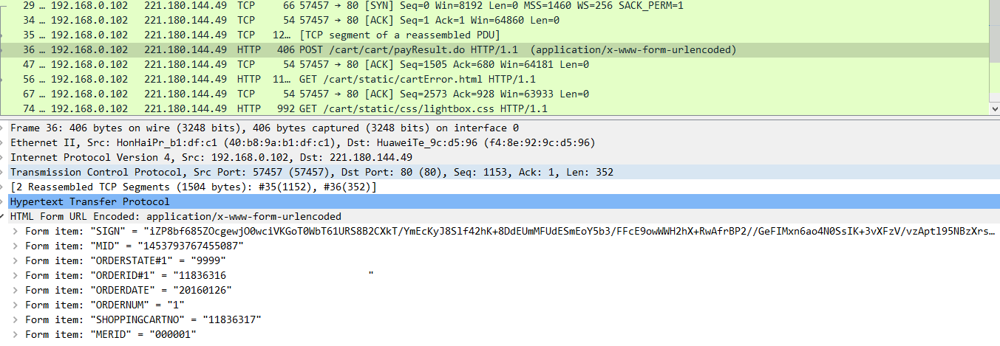 29 … 192.168.0.102 221.180.144.49 TCP 66 57457 → 80 [SYN] Seq=0 Win=8192 Len=0 MSS=1460 WS=256 SACK_PERM=1
34 … 192.168.0.102 221.180.144.49 TCP 54 57457 → 80 [ACK] Seq=1 Ack=1 Win=64860 Len=0
35 … 192.168.0.102 221.180.144.49 TCP 12… [TCP segment of a reassembled PDU]
36 … 192.168.0.102 221.180.144.49 HTTP 406 POST /cart/cart/payResult.do HTTP/1.1 (application/x-www-form-urlencoded)
47 … 192.168.0.102 221.180.144.49 TCP 54 57457 → 80 [ACK] Seq=1505 Ack=680 Win=64181 Len=0
56 … 192.168.0.102 221.180.144.49 HTTP 11… GET /cart/static/cartError.html HTTP/1.1
67 … 192.168.0.102 221.180.144.49 TCP 54 57457 → 80 [ACK] Seq=2573 Ack=928 Win=63933 Len=0
74 … 192.168.0.102 221.180.144.49 HTTP 992 GET /cart/static/css/lightbox.css HTTP/1.1
Frame 36: 406 bytes on wire (3248 bits), 406 bytes captured (3248 bits) on interface 0
Ethernet II, Src: HonHaiPr_b1:df:c1 (40:b8:9a:b1:df:c1), Dst: HuaweiTe_9c:d5:96 (f4:8e:92:9c:d5:96)
Internet Protocol Version 4, Src: 192.168.0.102, Dst: 221.180.144.49
Transmission Control Protocol, Src Port: 57457 (57457), Dst Port: 80 (80), Seq: 1153, Ack: 1, Len: 352
[2 Reassembled TCP Segments (1504 bytes): #35(1152), #36(352)]
Hypertext Transfer Protocol
HTML Form URL Encoded: application/x-www-form-urlencoded
Form item: "SIGN" = "iZP8bf685ZOcgewjO0wciVKGoT0WbT61URS8B2CXkT/YmEcKyJ8Slf42hK+8DdEUmMFUdESmEoY5b3/FFcE9owWWH2hX+RwAfrBP2//GeFIMxn6ao4N0SsIK+3vXFzV/vzAptl95NBzXrs…
Form item: "MID" = "1453793767455087"
Form item: "ORDERSTATE#1" = "9999"
Form item: "ORDERID#1" = "11836316 "
Form item: "ORDERDATE" = "20160126"
Form item: "ORDERNUM" = "1"
Form item: "SHOPPINGCARTNO" = "11836317"
Form item: "MERID" = "000001"